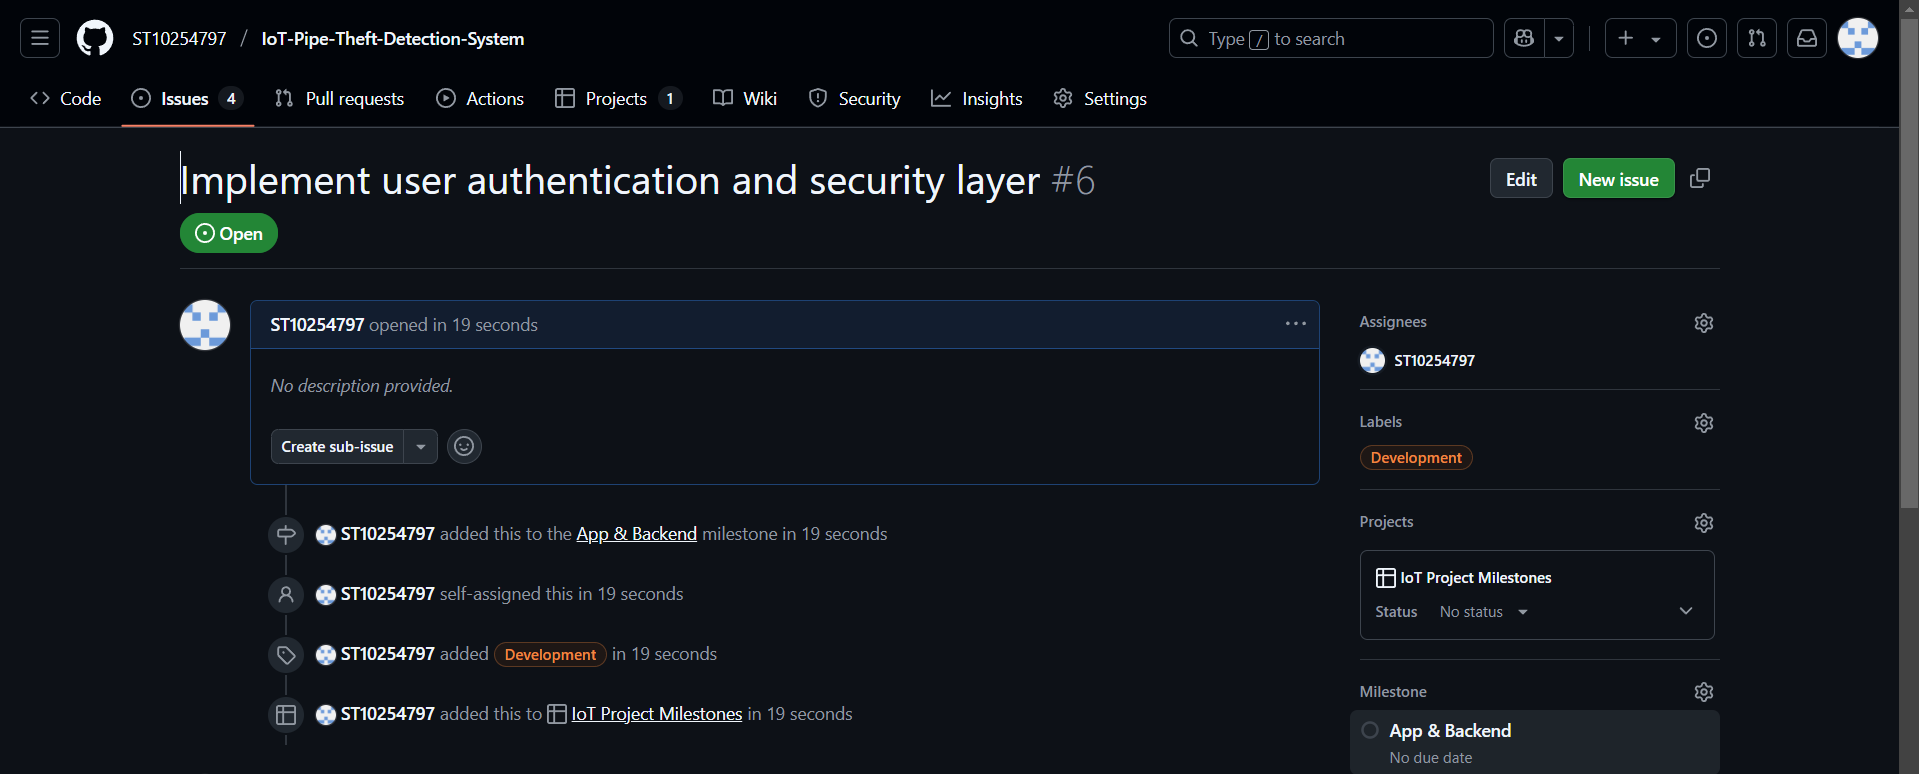 ST10254797 / IoT-Pipe-Theft-Detection-System
Type / to search
Code
Issues 4
Pull requests
Actions
Projects 1
Wiki
Security
Insights
Settings
Implement user authentication and security layer #6
Edit
New issue
Open
ST10254797 opened in 19 seconds
No description provided.
Create sub-issue
ST10254797 added this to the App & Backend milestone in 19 seconds
ST10254797 self-assigned this in 19 seconds
ST10254797 added Development in 19 seconds
ST10254797 added this to IoT Project Milestones in 19 seconds
Assignees
ST10254797
Labels
Development
Projects
IoT Project Milestones
Status No status
Milestone
App & Backend
No due date